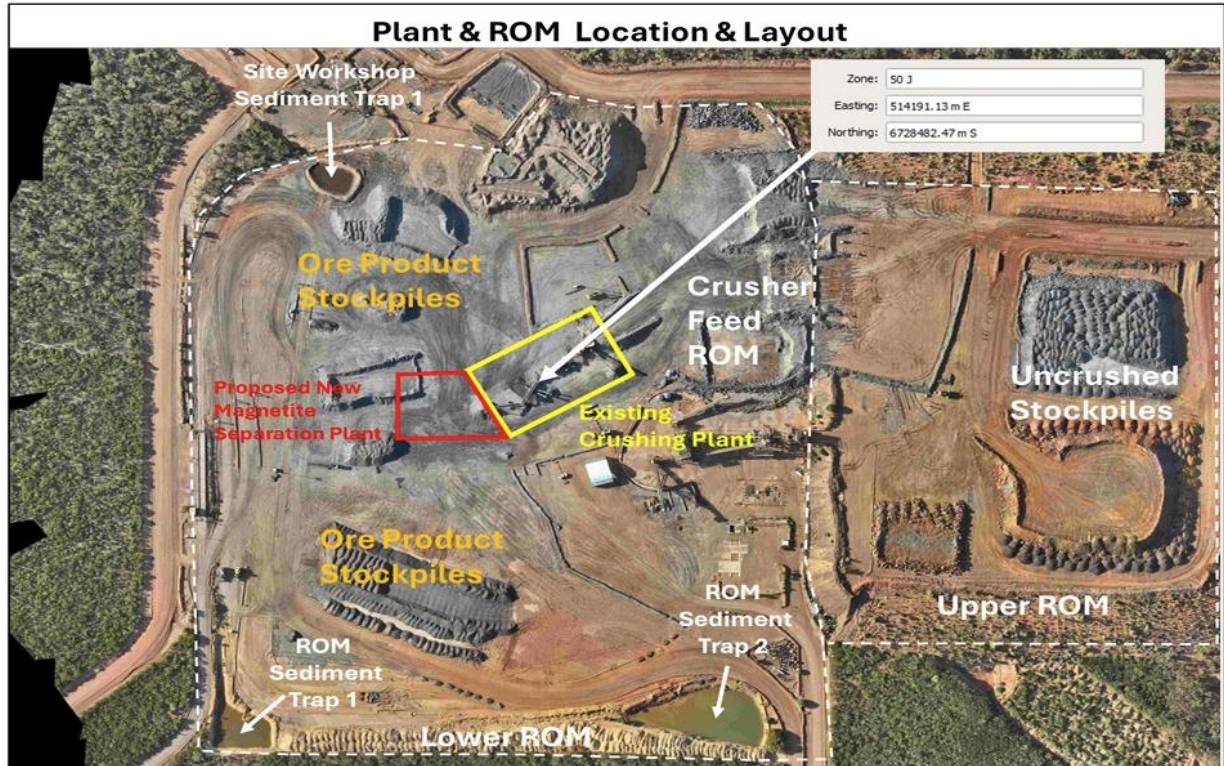 Plant & ROM Location & Layout
Site Workshop
Sediment Trap 1
Zone: 50 J
Easting: 514191.13 m E
Northing: 6728482.47 m S
Ore Product
Stockpiles
Crusher
Feed
ROM
Uncrushed
Stockpiles
Proposed New
Magnetite
Separation Plant
Existing
Crushing Plant
Ore Product
Stockpiles
ROM
Sediment
Trap 2
Upper ROM
ROM
Sediment
Trap 1
Lower ROM